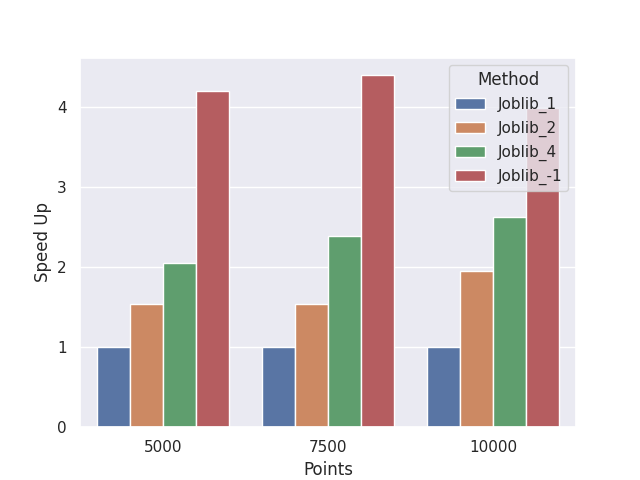 Method
Joblib_1
Joblib_2
Joblib_4
Joblib_-1
Speed Up
4
3
2
1
0
5000 7500 10000
Points